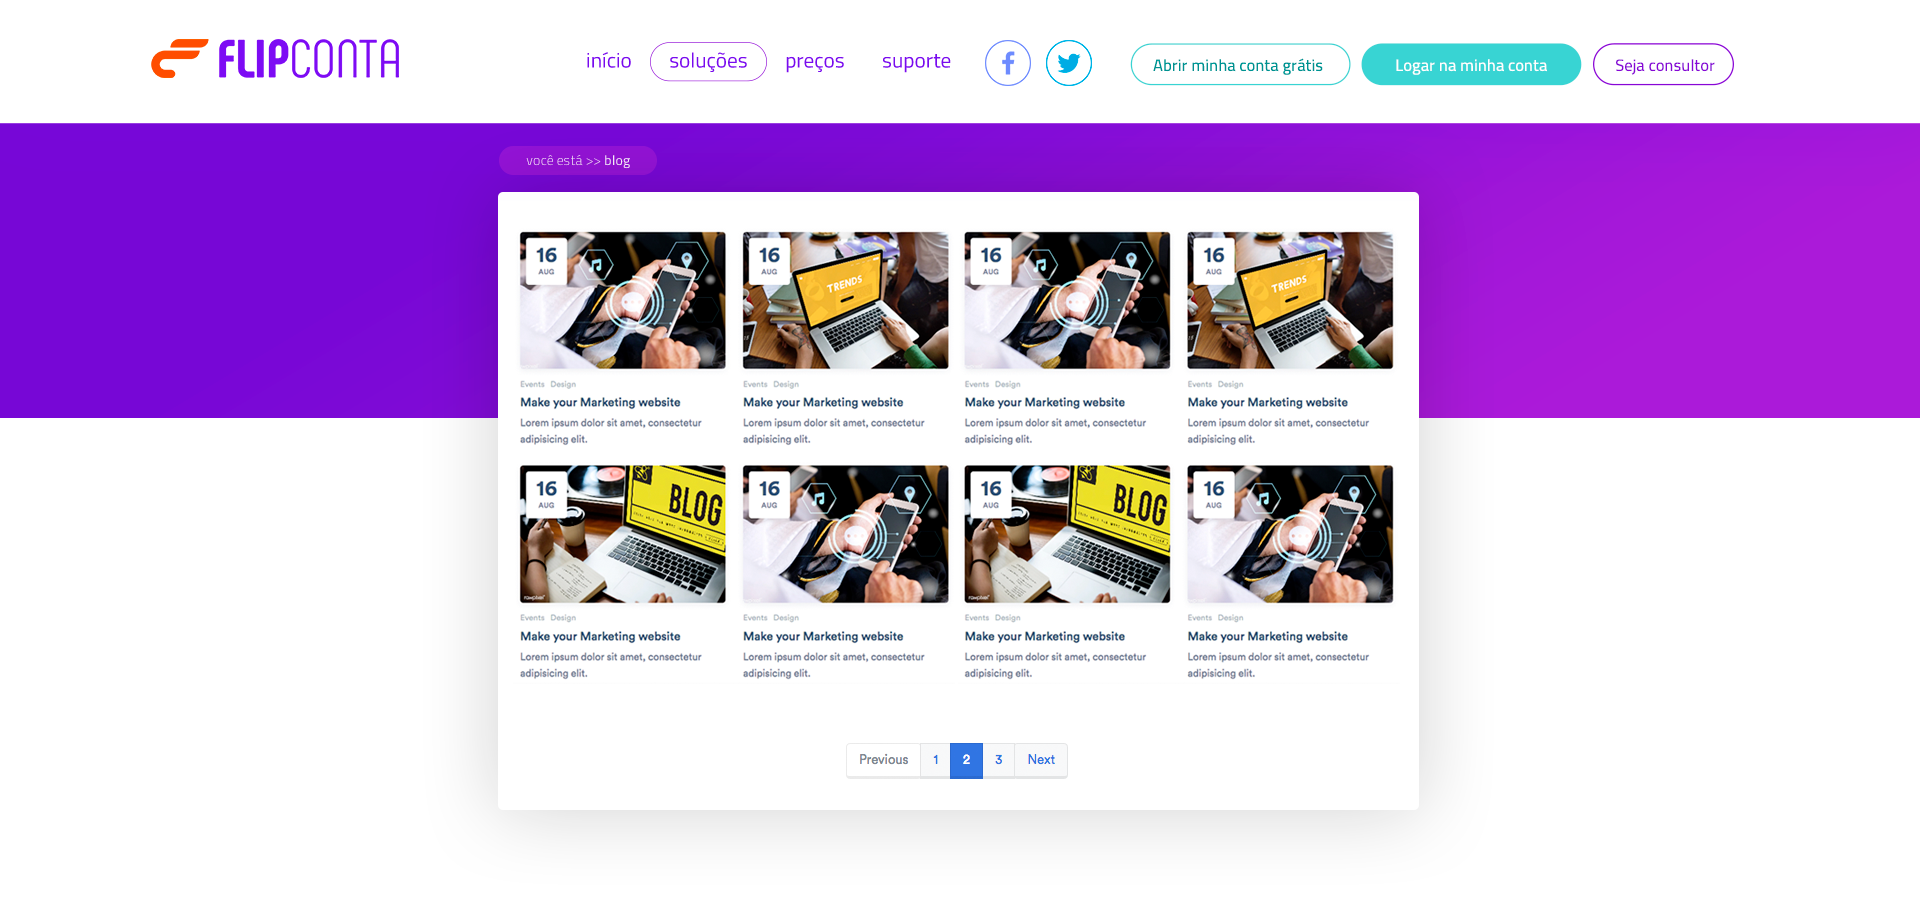 FLIPCONTA
início
soluções
preços
suporte
Abrir minha conta grátis
Logar na minha conta
Seja consultor
você está >> blog
16
AUG
16
AUG
TRENDS
16
AUG
16
AUG
TRENDS
Events Design
Events Design
Events Design
Events Design
Make your Marketing website
Make your Marketing website
Make your Marketing website
Make your Marketing website
Lorem ipsum dolor sit amet, consectetur
adipisicing elit.
Lorem ipsum dolor sit amet, consectetur
adipisicing elit.
Lorem ipsum dolor sit amet, consectetur
adipisicing elit.
Lorem ipsum dolor sit amet, consectetur
adipisicing elit.
16
AUG
BLOG
rawpixel
16
AUG
16
AUG
BLOG
rawpixel
16
AUG
Events Design
Events Design
Events Design
Events Design
Make your Marketing website
Make your Marketing website
Make your Marketing website
Make your Marketing website
Lorem ipsum dolor sit amet, consectetur
adipisicing elit.
Lorem ipsum dolor sit amet, consectetur
adipisicing elit.
Lorem ipsum dolor sit amet, consectetur
adipisicing elit.
Lorem ipsum dolor sit amet, consectetur
adipisicing elit.
Previous
1
2
3
Next